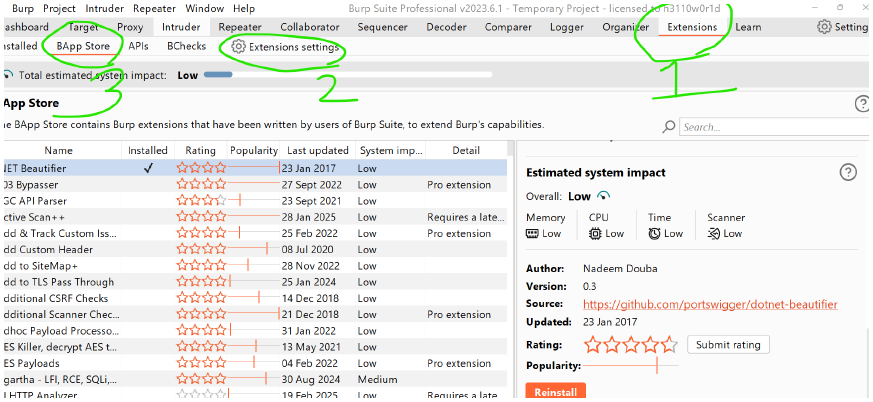 Burp Project Intruder Repeater Window Help Burp Suite Professional v2023.6.1 - Temporary Project - licensed to h3110w0r1d
ashboard Target Proxy Intruder Repeater Collaborator Sequencer Decoder Comparer Logger Organizer Extensions Learn Setting
nstalled BApp Store APIs BChecks Extensions settings
Total estimated system impact: Low
3 2 1
App Store
he BApp Store contains Burp extensions that have been written by users of Burp Suite, to extend Burp's capabilities.
Search...
Name Installed Rating Popularity Last updated System imp... Detail
NET Beautifier ✓ 23 Jan 2017 Low
03 Bypasser 27 Sept 2022 Low Pro extension
GC API Parser 23 Sept 2021 Low
ctive Scan++ 28 Jan 2025 Low Requires a late...
dd & Track Custom Iss... 25 Feb 2022 Low Pro extension
dd Custom Header 08 Jul 2020 Low
dd to SiteMap+ 28 Nov 2022 Low
dd to TLS Pass Through 25 Jan 2024 Low
dditional CSRF Checks 14 Dec 2018 Low
dditional Scanner Chec... 21 Dec 2018 Low Pro extension
dhoc Payload Processo... 31 Jan 2022 Low
ES Killer, decrypt AES t... 13 May 2021 Low
ES Payloads 04 Feb 2022 Low Pro extension
gartha - LFI, RCE, SQLi,... 30 Aug 2024 Medium
I HTTP Analyzer 19 Feb 2025 Low Requires a late...
Estimated system impact
Overall: Low
Memory CPU Time Scanner
Low Low Low Low
Author: Nadeem Douba
Version: 0.3
Source: https://github.com/portswigger/dotnet-beautifier
Updated: 23 Jan 2017
Rating: Submit rating
Popularity:
Reinstall